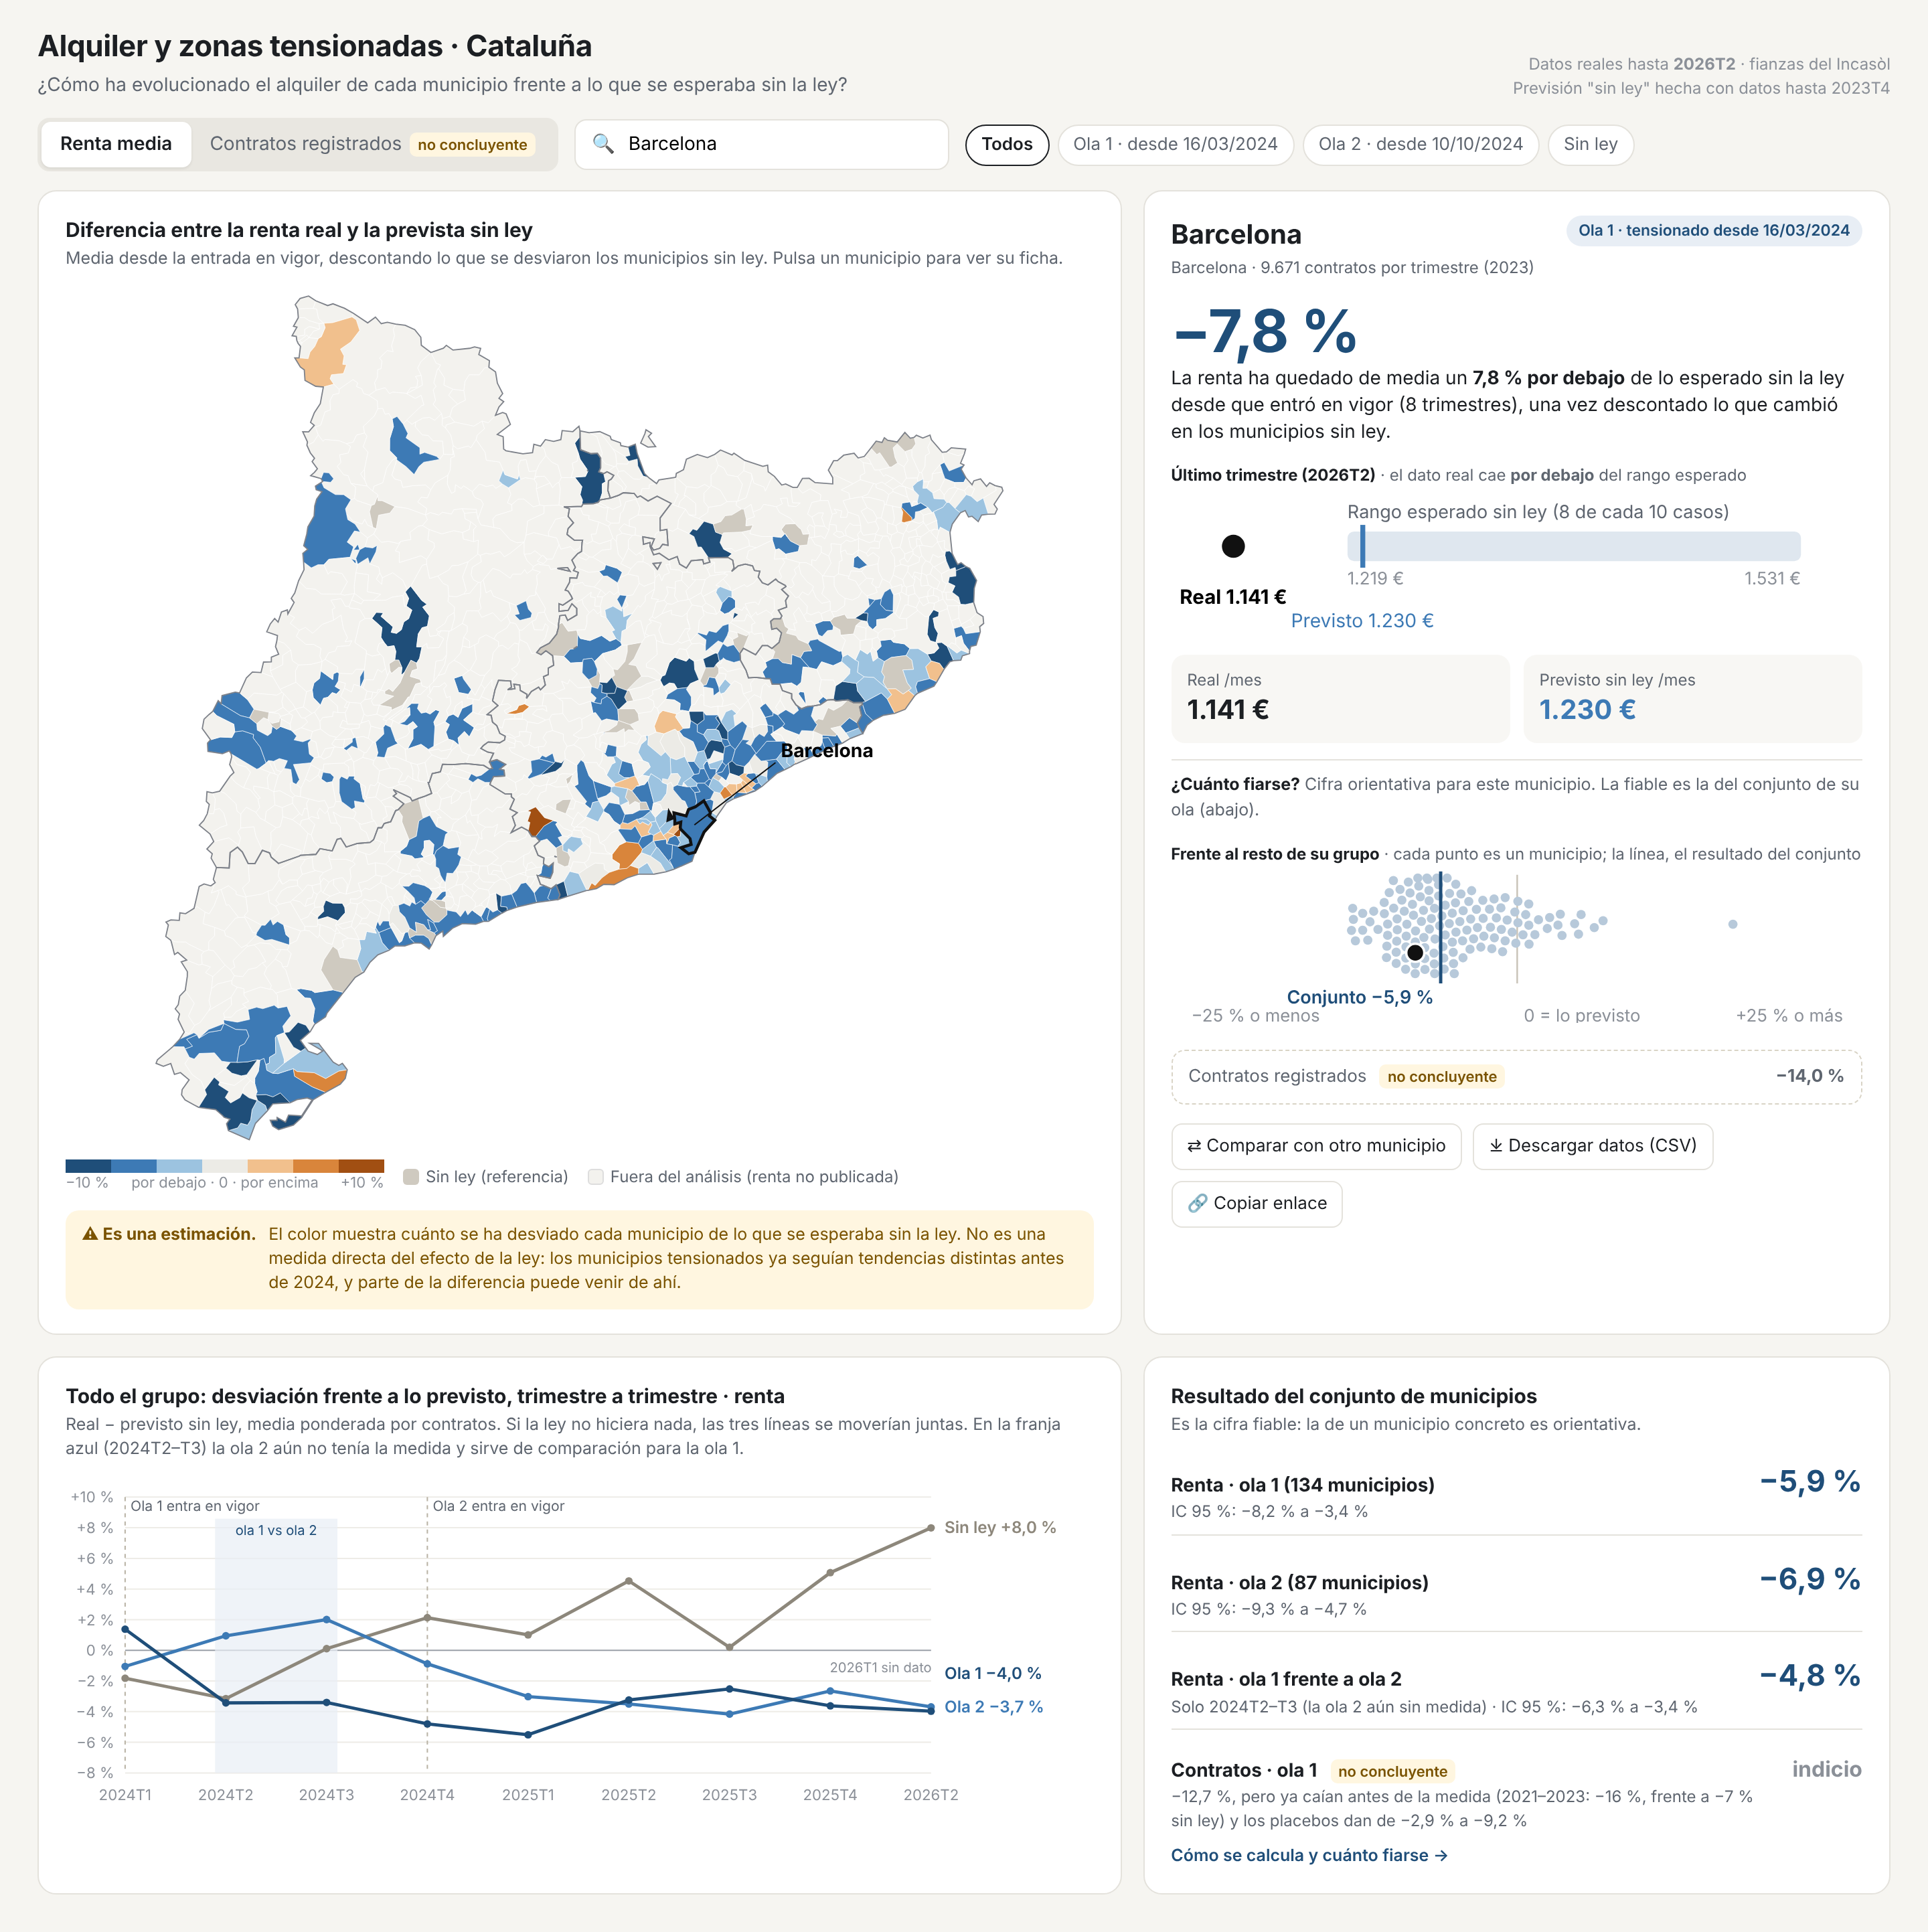 Alquiler y zonas tensionadas · Cataluña
¿Cómo ha evolucionado el alquiler de cada municipio frente a lo que se esperaba sin la ley?
Datos reales hasta 2026T2 · fianzas del Incasòl
Previsión "sin ley" hecha con datos hasta 2023T4
Renta media
Contratos registrados no concluyente
Barcelona
Todos
Ola 1 · desde 16/03/2024
Ola 2 · desde 10/10/2024
Sin ley
Diferencia entre la renta real y la prevista sin ley
Media desde la entrada en vigor, descontando lo que se desviaron los municipios sin ley. Pulsa un municipio para ver su ficha.
Barcelona
−10 % por debajo · 0 · por encima +10 %
Sin ley (referencia)
Fuera del análisis (renta no publicada)
⚠ Es una estimación. El color muestra cuánto se ha desviado cada municipio de lo que se esperaba sin la ley. No es una
medida directa del efecto de la ley: los municipios tensionados ya seguían tendencias distintas antes
de 2024, y parte de la diferencia puede venir de ahí.
Barcelona
Ola 1 · tensionado desde 16/03/2024
Barcelona · 9.671 contratos por trimestre (2023)
−7,8 %
La renta ha quedado de media un 7,8 % por debajo de lo esperado sin la ley
desde que entró en vigor (8 trimestres), una vez descontado lo que cambió
en los municipios sin ley.
Último trimestre (2026T2) · el dato real cae por debajo del rango esperado
Rango esperado sin ley (8 de cada 10 casos)
1.219 €
1.531 €
Real 1.141 €
Previsto 1.230 €
Real /mes
1.141 €
Previsto sin ley /mes
1.230 €
¿Cuánto fiarse? Cifra orientativa para este municipio. La fiable es la del conjunto de su
ola (abajo).
Frente al resto de su grupo · cada punto es un municipio; la línea, el resultado del conjunto
Conjunto −5,9 %
−25 % o menos
0 = lo previsto
+25 % o más
Contratos registrados no concluyente −14,0 %
⇄ Comparar con otro municipio
Descargar datos (CSV)
Copiar enlace
Todo el grupo: desviación frente a lo previsto, trimestre a trimestre · renta
Real − previsto sin ley, media ponderada por contratos. Si la ley no hiciera nada, las tres líneas se moverían juntas. En la franja
azul (2024T2–T3) la ola 2 aún no tenía la medida y sirve de comparación para la ola 1.
+10 %
+8 %
+6 %
+4 %
+2 %
0 %
−2 %
−4 %
−6 %
−8 %
Ola 1 entra en vigor
ola 1 vs ola 2
Ola 2 entra en vigor
Sin ley +8,0 %
2026T1 sin dato
Ola 1 −4,0 %
Ola 2 −3,7 %
2024T1 2024T2 2024T3 2024T4 2025T1 2025T2 2025T3 2025T4 2026T2
Resultado del conjunto de municipios
Es la cifra fiable: la de un municipio concreto es orientativa.
Renta · ola 1 (134 municipios) −5,9 %
IC 95 %: −8,2 % a −3,4 %
Renta · ola 2 (87 municipios) −6,9 %
IC 95 %: −9,3 % a −4,7 %
Renta · ola 1 frente a ola 2 −4,8 %
Solo 2024T2–T3 (la ola 2 aún sin medida) · IC 95 %: −6,3 % a −3,4 %
Contratos · ola 1 no concluyente indicio
−12,7 %, pero ya caían antes de la medida (2021–2023: −16 %, frente a −7 %
sin ley) y los placebos dan de −2,9 % a −9,2 %
Cómo se calcula y cuánto fiarse →